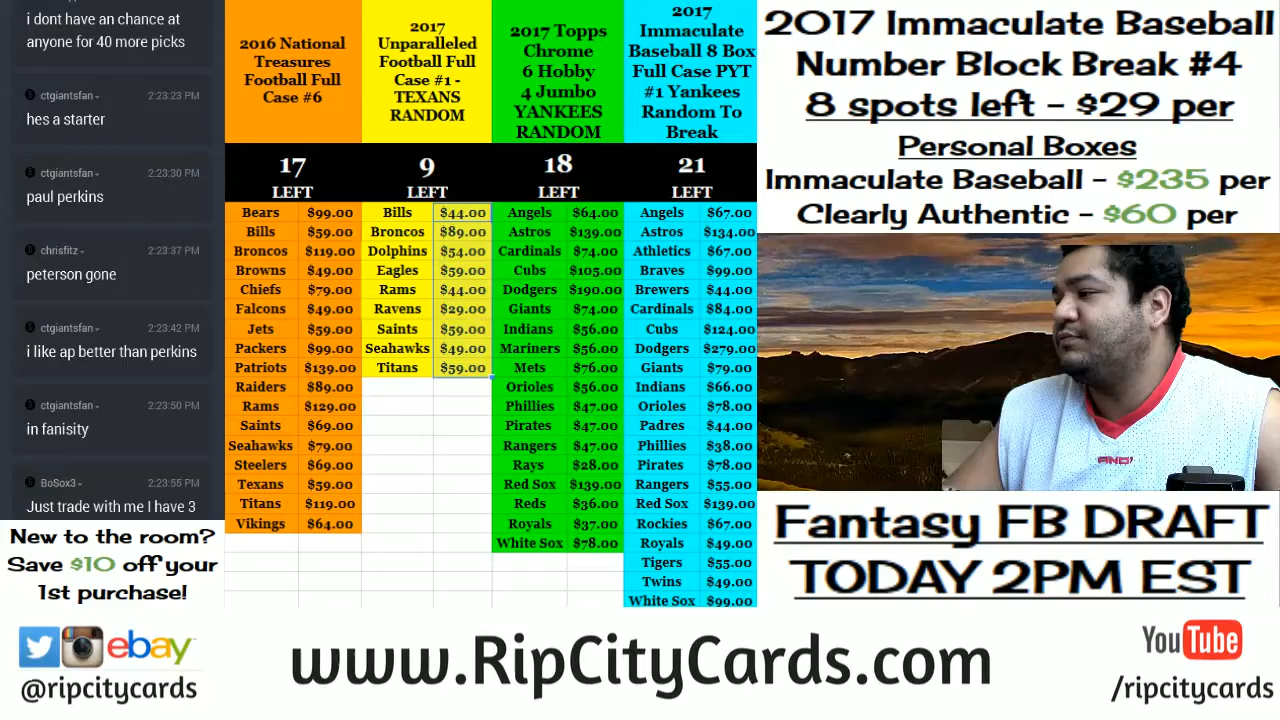 i dont have an chance at
anyone for 40 more picks
ctgiantsfan 2:23:23 PM
hes a starter
ctgiantsfan 2:23:30 PM
paul perkins
chrisfitz 2:23:37 PM
peterson gone
ctgiantsfan 2:23:42 PM
i like ap better than perkins
ctgiantsfan 2:23:50 PM
in fanisity
BoSox3 2:23:55 PM
Just trade with me I have 3
New to the room?
Save $10 off your
1st purchase!
2016 National
Treasures
Football Full
Case #6
17
LEFT
Bears $99.00
Bills $59.00
Broncos $119.00
Browns $49.00
Chiefs $79.00
Falcons $49.00
Jets $59.00
Packers $99.00
Patriots $139.00
Raiders $89.00
Rams $129.00
Saints $69.00
Seahawks $79.00
Steelers $69.00
Texans $59.00
Titans $119.00
Vikings $64.00
2017
Unparalleled
Football Full
Case #1 -
TEXANS
RANDOM
9
LEFT
Bills $44.00
Broncos $89.00
Dolphins $54.00
Eagles $59.00
Rams $44.00
Ravens $29.00
Saints $59.00
Seahawks $49.00
Titans $59.00
2017 Topps
Chrome
6 Hobby
4 Jumbo
YANKEES
RANDOM
18
LEFT
Angels $64.00
Astros $139.00
Cardinals $74.00
Cubs $105.00
Dodgers $190.00
Giants $74.00
Indians $56.00
Mariners $56.00
Mets $76.00
Orioles $56.00
Phillies $47.00
Pirates $47.00
Rangers $47.00
Rays $28.00
Red Sox $139.00
Reds $36.00
Royals $37.00
White Sox $78.00
2017
Immaculate
Baseball 8 Box
Full Case PYT
#1 Yankees
Random To
Break
21
LEFT
Angels $67.00
Astros $134.00
Athletics $67.00
Braves $99.00
Brewers $44.00
Cardinals $84.00
Cubs $124.00
Dodgers $279.00
Giants $79.00
Indians $66.00
Orioles $78.00
Padres $44.00
Phillies $38.00
Pirates $78.00
Rangers $55.00
Red Sox $139.00
Rockies $67.00
Royals $49.00
Tigers $55.00
Twins $49.00
White Sox $99.00
2017 Immaculate Baseball
Number Block Break #4
8 spots left - $29 per
Personal Boxes
Immaculate Baseball - $235 per
Clearly Authentic - $60 per
AND1
Fantasy FB DRAFT
TODAY 2PM EST
ebay
@ripcitycards
www.RipCityCards.com
YouTube
/ripcitycards